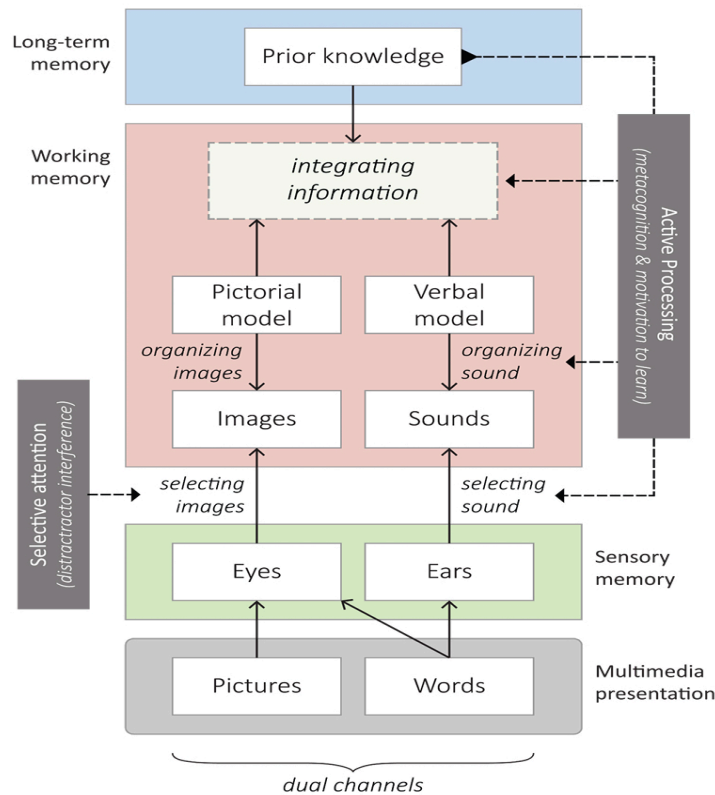 Long-term
memory
Prior knowledge
Working
memory
integrating
information
Pictorial
model
Verbal
model
organizing
images
organizing
sound
Images
Sounds
selecting
images
selecting
sound
Active Processing
(metacognition & motivation to learn)
Selective attention
(distractractor interference)
Eyes
Ears
Sensory
memory
Pictures
Words
Multimedia
presentation
dual channels